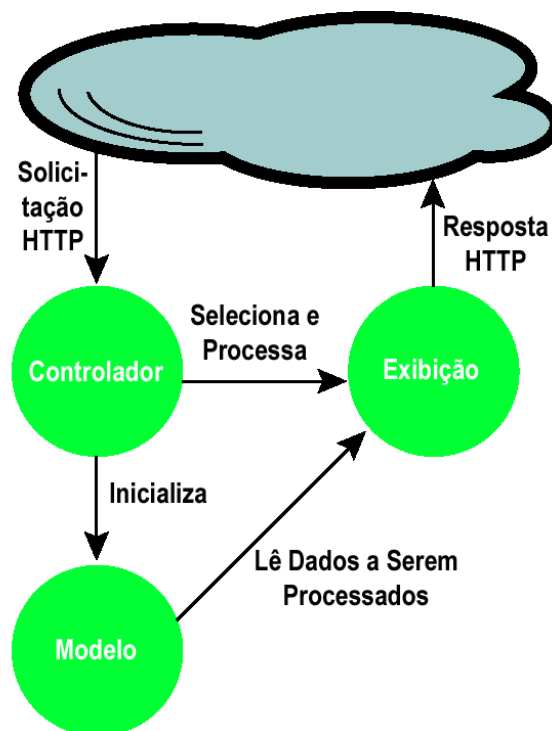 Solici-
tação
HTTP
Resposta
HTTP
Seleciona e
Processa
Controlador
Exibição
Inicializa
Lê Dados a Serem
Processados
Modelo